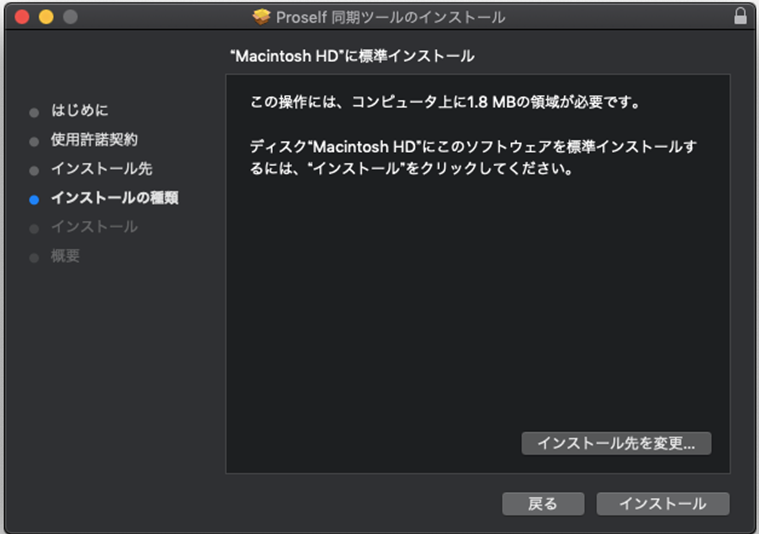 Proself 同期ツールのインストール
“Macintosh HD”に標準インストール
はじめに
使用許諾契約
インストール先
インストールの種類
インストール
概要
この操作には、コンピュータ上に1.8 MBの領域が必要です。
ディスク“Macintosh HD”にこのソフトウェアを標準インストールす
るには、“インストール”をクリックしてください。
インストール先を変更...
戻る
インストール